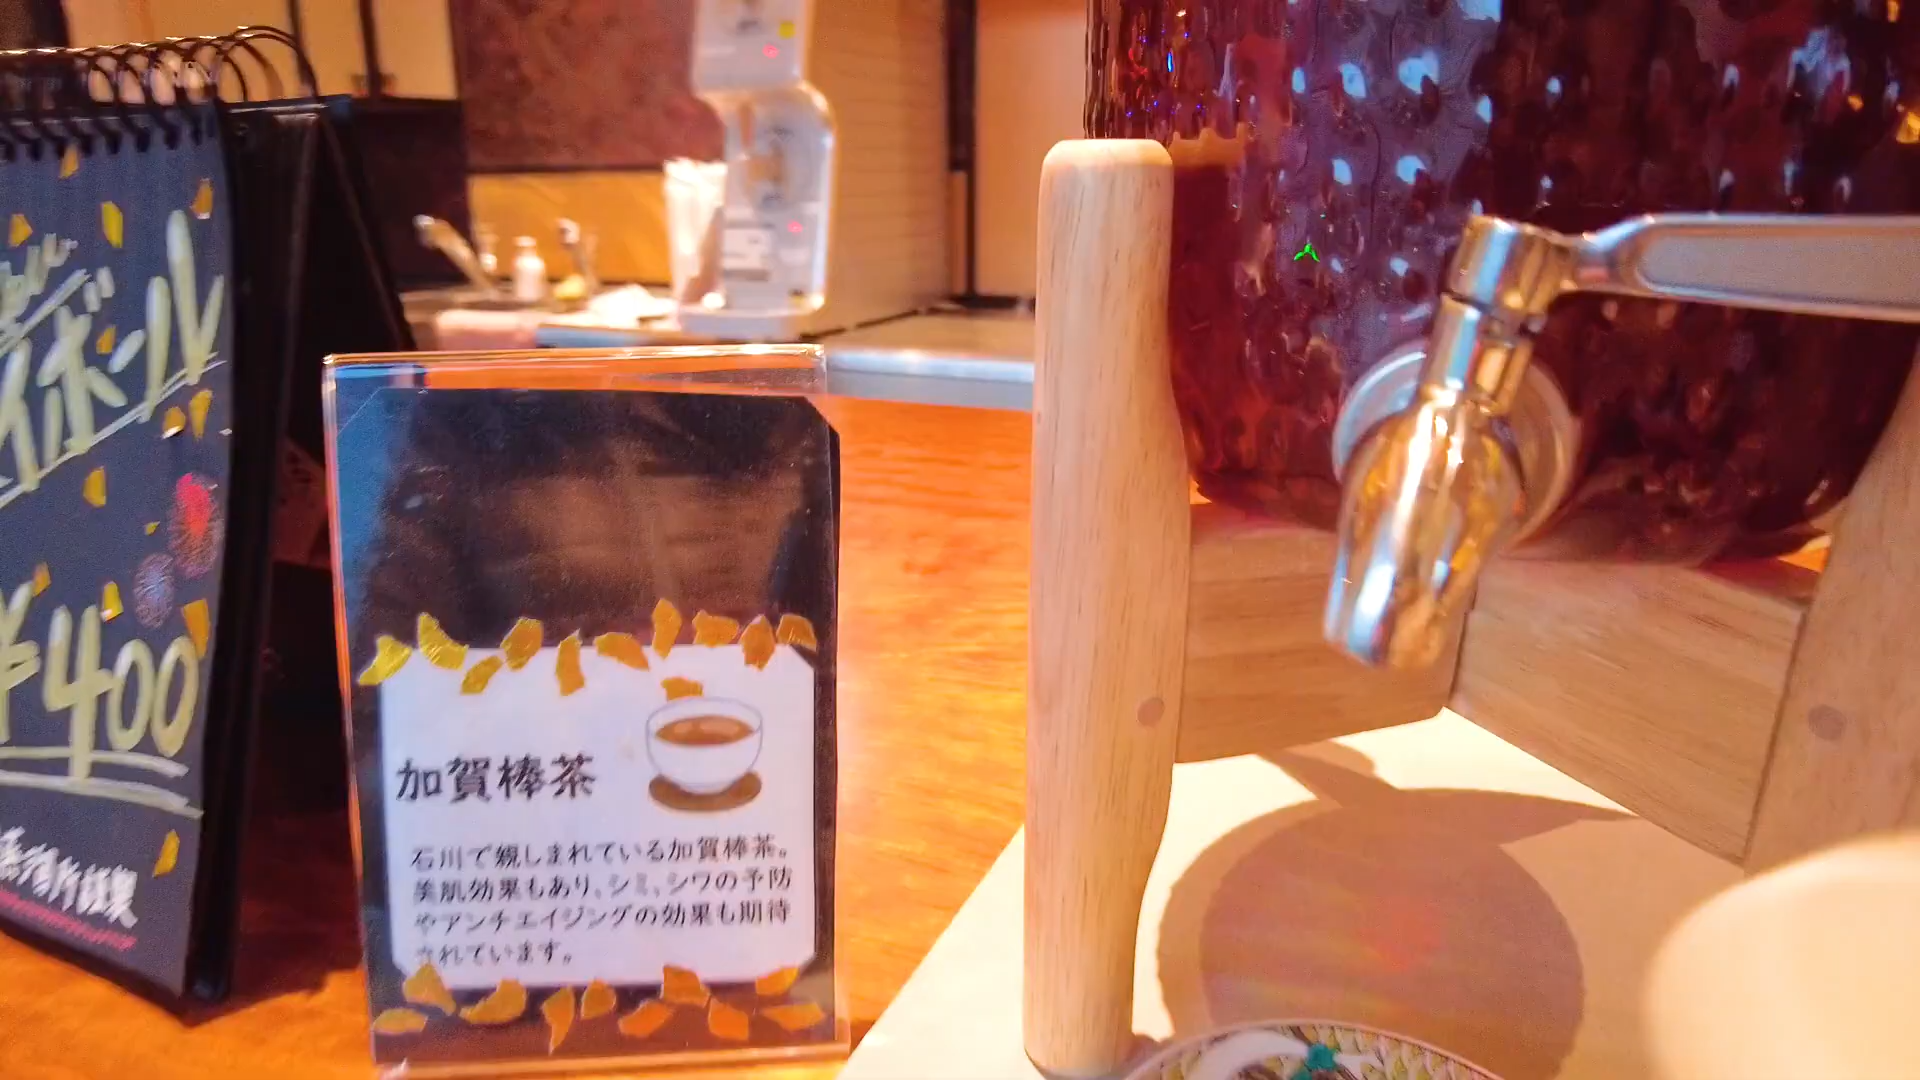 イボール
¥400
加賀棒茶
石川で親しまれている加賀棒茶。
美肌効果もあり、シミ、シワの予防
やアンチエイジングの効果も期待
されています。